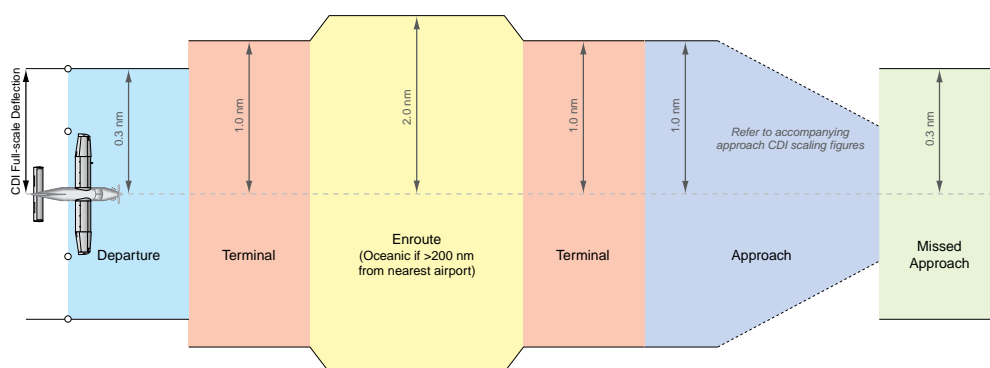 CDI Full-scale Deflection
0.3 nm
1.0 nm
2.0 nm
1.0 nm
1.0 nm
0.3 nm
Refer to accompanying
approach CDI scaling figures
Departure
Terminal
Enroute
(Oceanic if >200 nm
from nearest airport)
Terminal
Approach
Missed
Approach